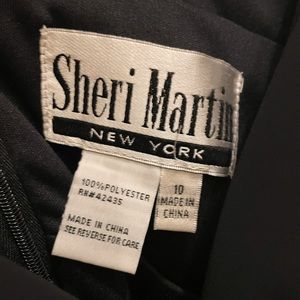 Sheri Martin
NEW YORK
100%POLYESTER
RN#42435
MADE IN CHINA
SEE REVERSE FOR CARE
10
MADE IN
CHINA